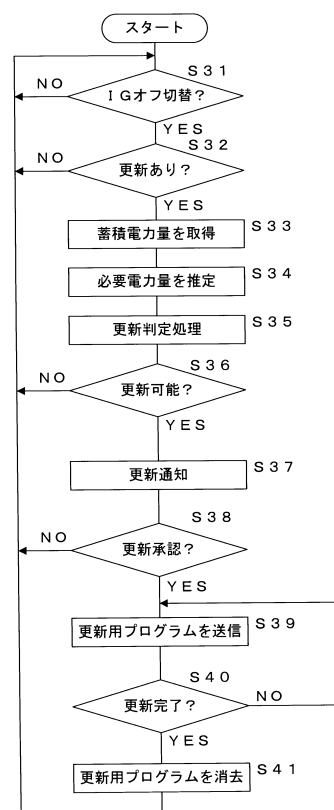 スタート
S31
NO
IGオフ切替?
YES
S32
NO
更新あり?
YES
蓄積電力量を取得 S33
必要電力量を推定 S34
更新判定処理 S35
S36
NO
更新可能?
YES
更新通知 S37
S38
NO
更新承認?
YES
更新用プログラムを送信 S39
S40
更新完了?
NO
YES
更新用プログラムを消去 S41